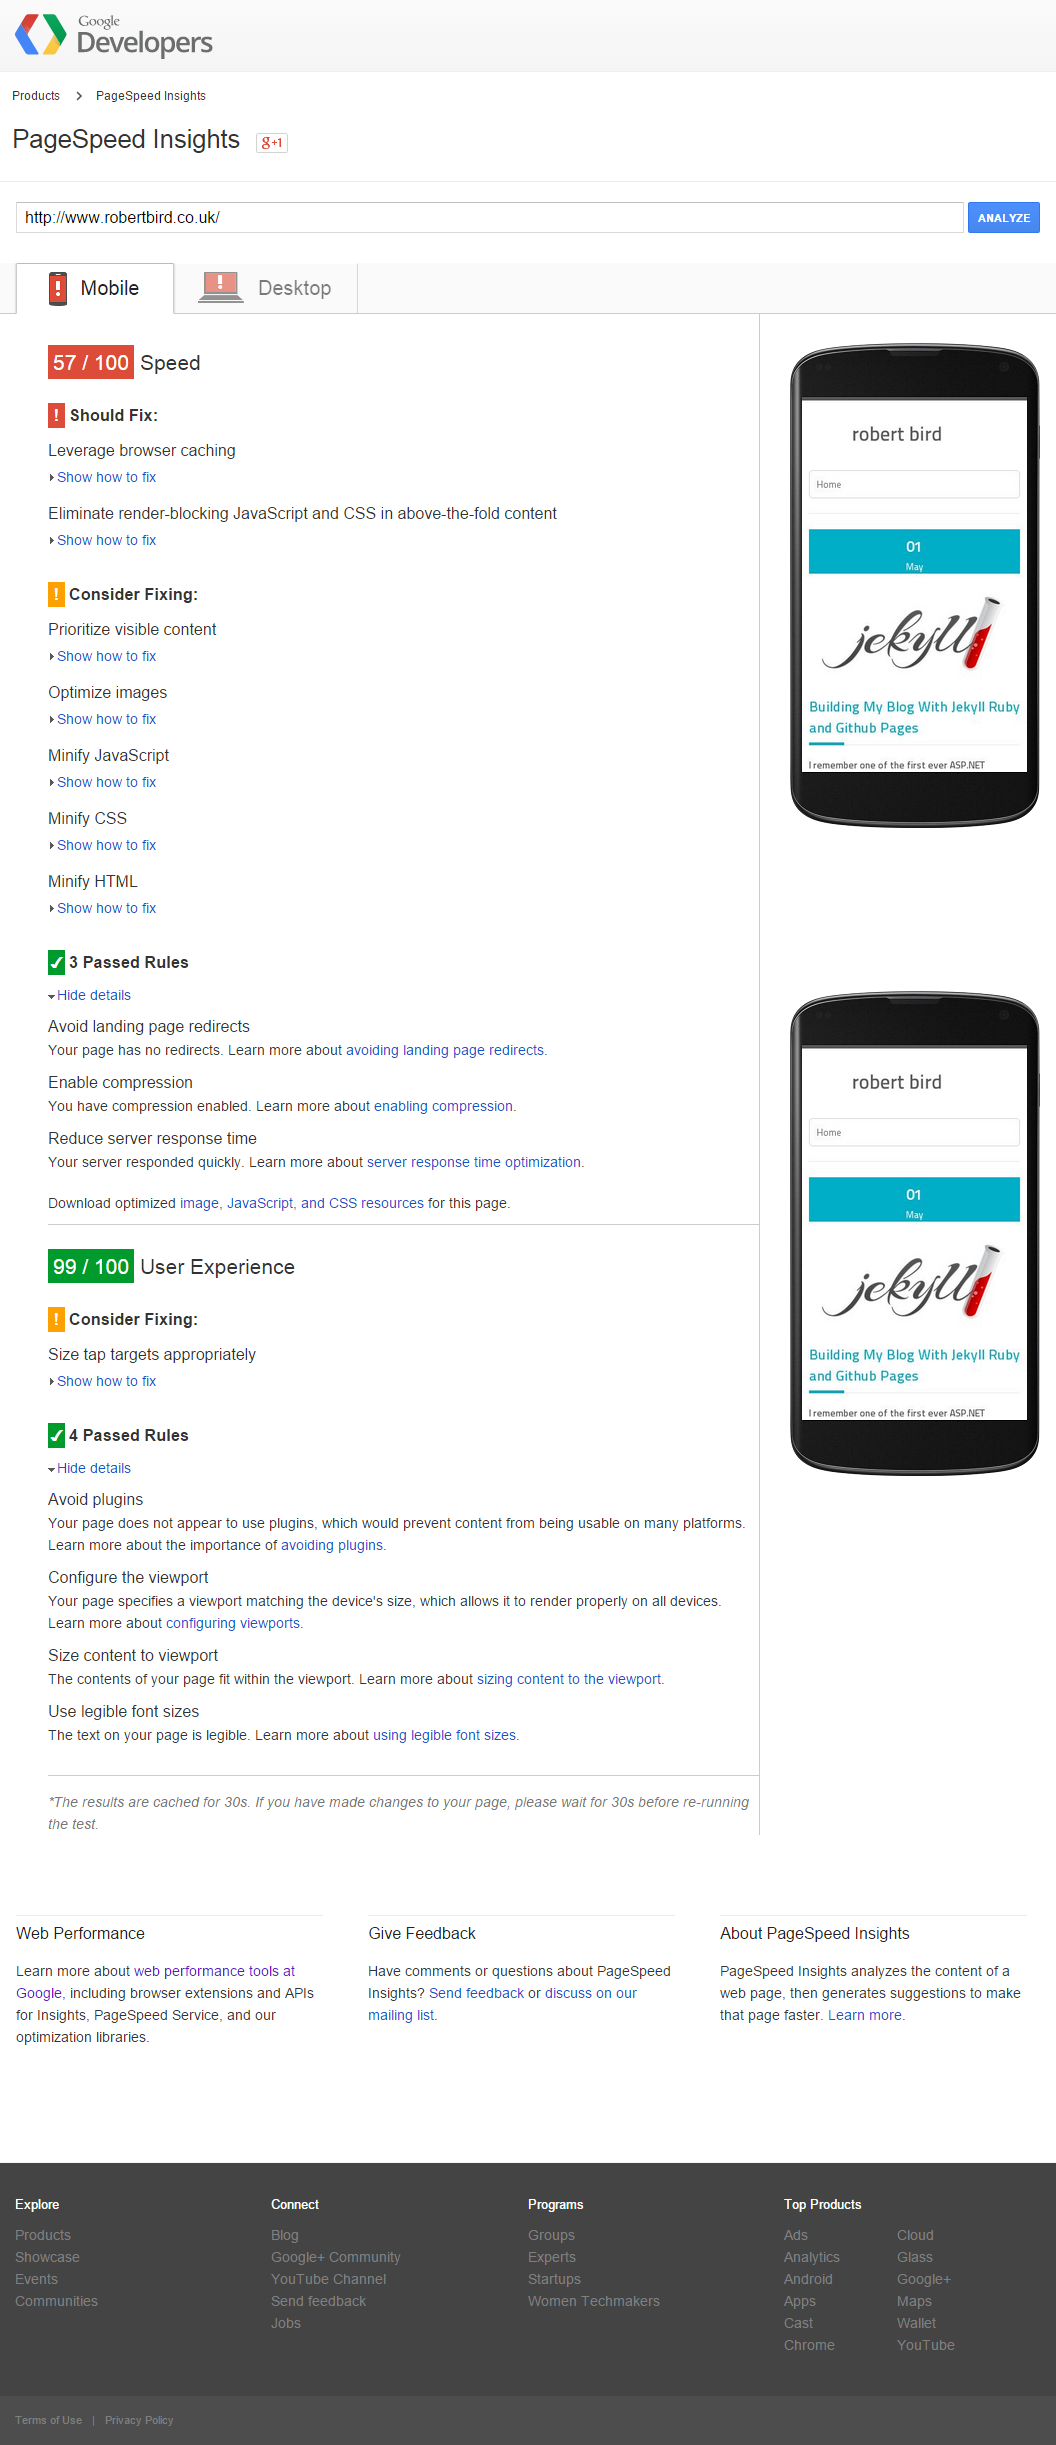 Google
Developers
Products > PageSpeed Insights
PageSpeed Insights
g+1
http://www.robertbird.co.uk/
ANALYZE
Mobile
Desktop
57 / 100 Speed
! Should Fix:
Leverage browser caching
Show how to fix
Eliminate render-blocking JavaScript and CSS in above-the-fold content
Show how to fix
! Consider Fixing:
Prioritize visible content
Show how to fix
Optimize images
Show how to fix
Minify JavaScript
Show how to fix
Minify CSS
Show how to fix
Minify HTML
Show how to fix
3 Passed Rules
Hide details
Avoid landing page redirects
Your page has no redirects. Learn more about avoiding landing page redirects.
Enable compression
You have compression enabled. Learn more about enabling compression.
Reduce server response time
Your server responded quickly. Learn more about server response time optimization.
Download optimized image, JavaScript, and CSS resources for this page.
99 / 100 User Experience
! Consider Fixing:
Size tap targets appropriately
Show how to fix
4 Passed Rules
Hide details
Avoid plugins
Your page does not appear to use plugins, which would prevent content from being usable on many platforms.
Learn more about the importance of avoiding plugins.
Configure the viewport
Your page specifies a viewport matching the device's size, which allows it to render properly on all devices.
Learn more about configuring viewports.
Size content to viewport
The contents of your page fit within the viewport. Learn more about sizing content to the viewport.
Use legible font sizes
The text on your page is legible. Learn more about using legible font sizes.
*The results are cached for 30s. If you have made changes to your page, please wait for 30s before re-running
the test.
robert bird
Home
01
May
jekyll
Building My Blog With Jekyll Ruby
and Github Pages
I remember one of the first ever ASP.NET
robert bird
Home
01
May
jekyll
Building My Blog With Jekyll Ruby
and Github Pages
I remember one of the first ever ASP.NET
Web Performance
Learn more about web performance tools at
Google, including browser extensions and APIs
for Insights, PageSpeed Service, and our
optimization libraries.
Give Feedback
Have comments or questions about PageSpeed
Insights? Send feedback or discuss on our
mailing list.
About PageSpeed Insights
PageSpeed Insights analyzes the content of a
web page, then generates suggestions to make
that page faster. Learn more.
Explore
Products
Showcase
Events
Communities
Connect
Blog
Google+ Community
YouTube Channel
Send feedback
Jobs
Programs
Groups
Experts
Startups
Women Techmakers
Top Products
Ads
Analytics
Android
Apps
Cast
Chrome
Cloud
Glass
Google+
Maps
Wallet
YouTube
Terms of Use | Privacy Policy